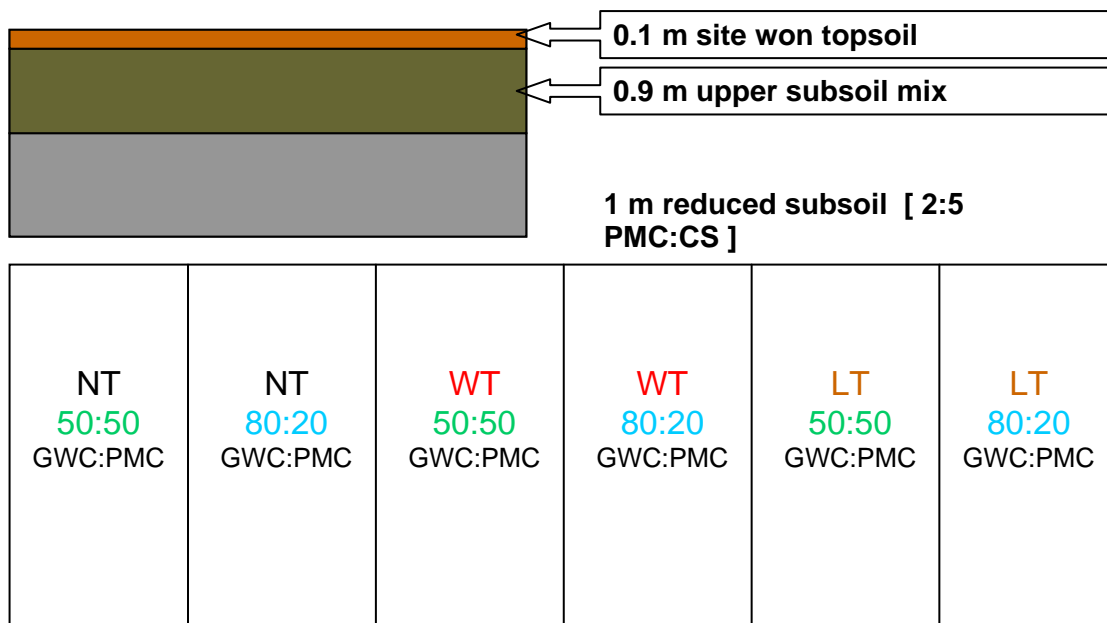 0.1 m site won topsoil
0.9 m upper subsoil mix
1 m reduced subsoil [ 2:5
PMC:CS ]
NT
50:50
GWC:PMC
NT
80:20
GWC:PMC
WT
50:50
GWC:PMC
WT
80:20
GWC:PMC
LT
50:50
GWC:PMC
LT
80:20
GWC:PMC